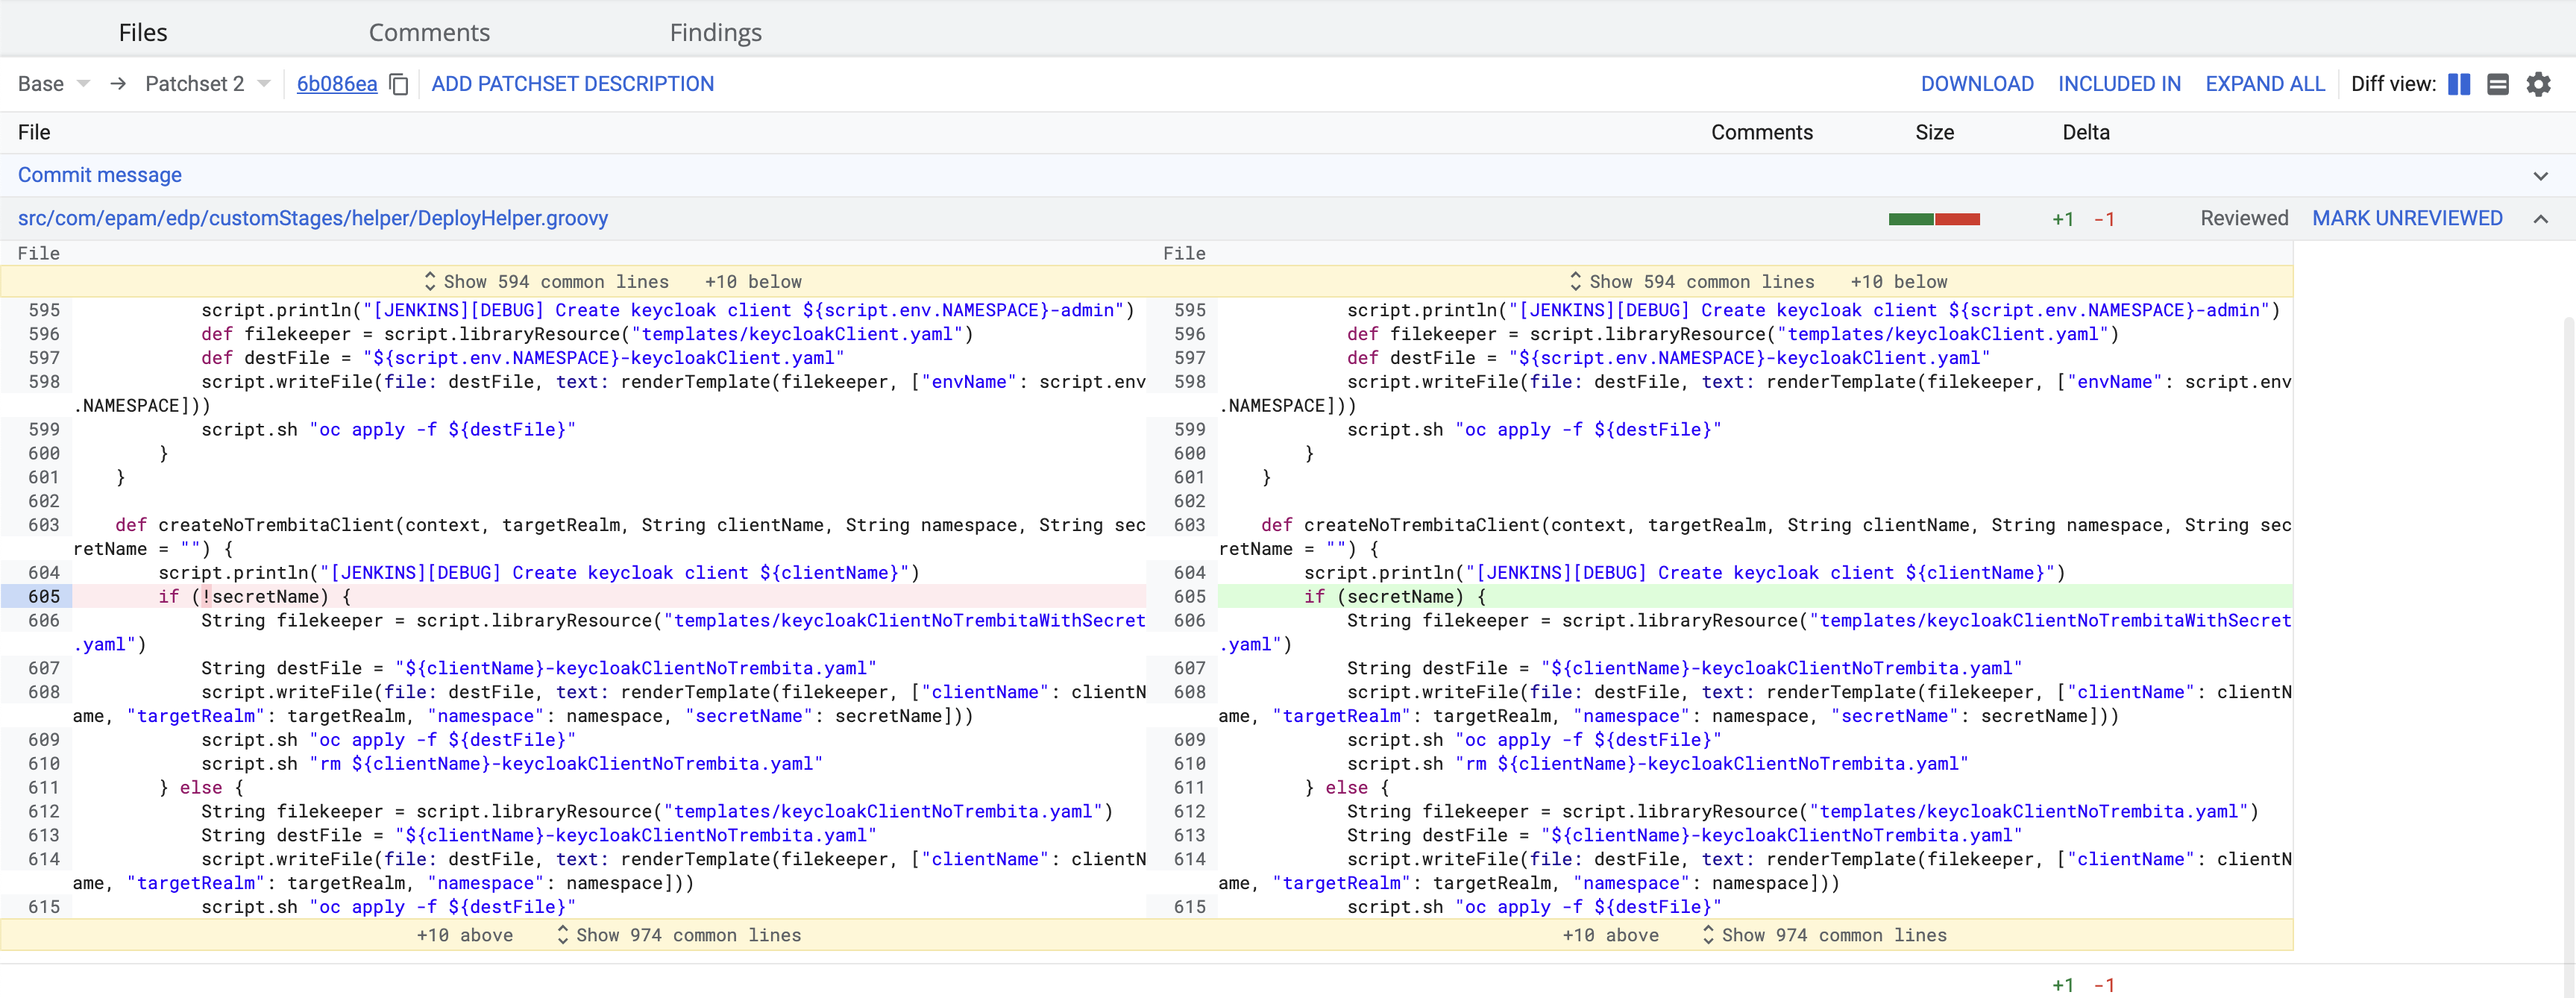 Files Comments Findings
Base → Patchset 2 6b086ea ADD PATCHSET DESCRIPTION DOWNLOAD INCLUDED IN EXPAND ALL Diff view:
File Comments Size Delta
Commit message
src/com/epam/edp/customStages/helper/DeployHelper.groovy +1 -1 Reviewed MARK UNREVIEWED
File
Show 594 common lines +10 below
595 script.println("[JENKINS][DEBUG] Create keycloak client ${script.env.NAMESPACE}-admin")
596 def filekeeper = script.libraryResource("templates/keycloakClient.yaml")
597 def destFile = "${script.env.NAMESPACE}-keycloakClient.yaml"
598 script.writeFile(file: destFile, text: renderTemplate(filekeeper, ["envName": script.env
.NAMESPACE]))
599 script.sh "oc apply -f ${destFile}"
600 }
601 }
602
603 def createNoTrembitaClient(context, targetRealm, String clientName, String namespace, String sec
retName = "") {
604 script.println("[JENKINS][DEBUG] Create keycloak client ${clientName}")
605 if (!secretName) {
606 String filekeeper = script.libraryResource("templates/keycloakClientNoTrembitaWithSecret
.yaml")
607 String destFile = "${clientName}-keycloakClientNoTrembita.yaml"
608 script.writeFile(file: destFile, text: renderTemplate(filekeeper, ["clientName": clientN
ame, "targetRealm": targetRealm, "namespace": namespace, "secretName": secretName]))
609 script.sh "oc apply -f ${destFile}"
610 script.sh "rm ${clientName}-keycloakClientNoTrembita.yaml"
611 } else {
612 String filekeeper = script.libraryResource("templates/keycloakClientNoTrembita.yaml")
613 String destFile = "${clientName}-keycloakClientNoTrembita.yaml"
614 script.writeFile(file: destFile, text: renderTemplate(filekeeper, ["clientName": clientN
ame, "targetRealm": targetRealm, "namespace": namespace]))
615 script.sh "oc apply -f ${destFile}"
+10 above Show 974 common lines
File
Show 594 common lines +10 below
595 script.println("[JENKINS][DEBUG] Create keycloak client ${script.env.NAMESPACE}-admin")
596 def filekeeper = script.libraryResource("templates/keycloakClient.yaml")
597 def destFile = "${script.env.NAMESPACE}-keycloakClient.yaml"
598 script.writeFile(file: destFile, text: renderTemplate(filekeeper, ["envName": script.env
.NAMESPACE]))
599 script.sh "oc apply -f ${destFile}"
600 }
601 }
602
603 def createNoTrembitaClient(context, targetRealm, String clientName, String namespace, String sec
retName = "") {
604 script.println("[JENKINS][DEBUG] Create keycloak client ${clientName}")
605 if (secretName) {
606 String filekeeper = script.libraryResource("templates/keycloakClientNoTrembitaWithSecret
.yaml")
607 String destFile = "${clientName}-keycloakClientNoTrembita.yaml"
608 script.writeFile(file: destFile, text: renderTemplate(filekeeper, ["clientName": clientN
ame, "targetRealm": targetRealm, "namespace": namespace, "secretName": secretName]))
609 script.sh "oc apply -f ${destFile}"
610 script.sh "rm ${clientName}-keycloakClientNoTrembita.yaml"
611 } else {
612 String filekeeper = script.libraryResource("templates/keycloakClientNoTrembita.yaml")
613 String destFile = "${clientName}-keycloakClientNoTrembita.yaml"
614 script.writeFile(file: destFile, text: renderTemplate(filekeeper, ["clientName": clientN
ame, "targetRealm": targetRealm, "namespace": namespace]))
615 script.sh "oc apply -f ${destFile}"
+10 above Show 974 common lines
+1 -1